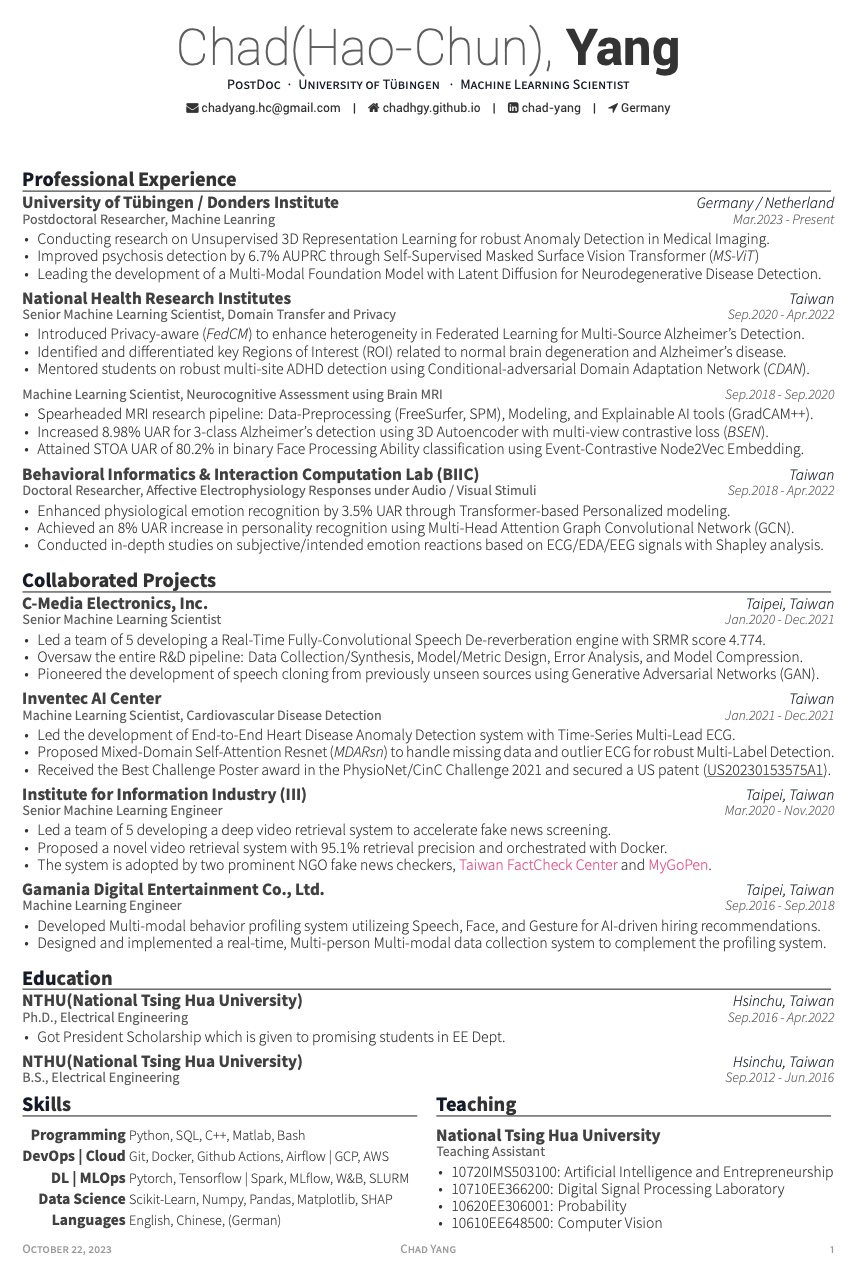 Chad(Hao-Chun), Yang
PostDoc · University of Tübingen · Machine Learning Scientist
chadyang.hc@gmail.com | chadhgy.github.io | chad-yang | Germany
Professional Experience
University of Tübingen / Donders Institute Germany / Netherland
Postdoctoral Researcher, Machine Leanring Mar.2023 - Present
• Conducting research on Unsupervised 3D Representation Learning for robust Anomaly Detection in Medical Imaging.
• Improved psychosis detection by 6.7% AUPRC through Self-Supervised Masked Surface Vision Transformer (MS-ViT)
• Leading the development of a Multi-Modal Foundation Model with Latent Diffusion for Neurodegenerative Disease Detection.
National Health Research Institutes Taiwan
Senior Machine Learning Scientist, Domain Transfer and Privacy Sep.2020 - Apr.2022
• Introduced Privacy-aware (FedCM) to enhance heterogeneity in Federated Learning for Multi-Source Alzheimer's Detection.
• Identified and differentiated key Regions of Interest (ROI) related to normal brain degeneration and Alzheimer's disease.
• Mentored students on robust multi-site ADHD detection using Conditional-adversarial Domain Adaptation Network (CDAN).
Machine Learning Scientist, Neurocognitive Assessment using Brain MRI Sep.2018 - Sep.2020
• Spearheaded MRI research pipeline: Data-Preprocessing (FreeSurfer, SPM), Modeling, and Explainable AI tools (GradCAM++).
• Increased 8.98% UAR for 3-class Alzheimer's detection using 3D Autoencoder with multi-view contrastive loss (BSEN).
• Attained STOA UAR of 80.2% in binary Face Processing Ability classification using Event-Contrastive Node2Vec Embedding.
Behavioral Informatics & Interaction Computation Lab (BIIC) Taiwan
Doctoral Researcher, Affective Electrophysiology Responses under Audio / Visual Stimuli Sep.2018 - Apr.2022
• Enhanced physiological emotion recognition by 3.5% UAR through Transformer-based Personalized modeling.
• Achieved an 8% UAR increase in personality recognition using Multi-Head Attention Graph Convolutional Network (GCN).
• Conducted in-depth studies on subjective/intended emotion reactions based on ECG/EDA/EEG signals with Shapley analysis.
Collaborated Projects
C-Media Electronics, Inc. Taipei, Taiwan
Senior Machine Learning Scientist Jan.2020 - Dec.2021
• Led a team of 5 developing a Real-Time Fully-Convolutional Speech De-reverberation engine with SRMR score 4.774.
• Oversaw the entire R&D pipeline: Data Collection/Synthesis, Model/Metric Design, Error Analysis, and Model Compression.
• Pioneered the development of speech cloning from previously unseen sources using Generative Adversarial Networks (GAN).
Inventec AI Center Taiwan
Machine Learning Scientist, Cardiovascular Disease Detection Jan.2021 - Dec.2021
• Led the development of End-to-End Heart Disease Anomaly Detection system with Time-Series Multi-Lead ECG.
• Proposed Mixed-Domain Self-Attention Resnet (MDARsn) to handle missing data and outlier ECG for robust Multi-Label Detection.
• Received the Best Challenge Poster award in the PhysioNet/CinC Challenge 2021 and secured a US patent (US20230153575A1).
Institute for Information Industry (III) Taipei, Taiwan
Senior Machine Learning Engineer Mar.2020 - Nov.2020
• Led a team of 5 developing a deep video retrieval system to accelerate fake news screening.
• Proposed a novel video retrieval system with 95.1% retrieval precision and orchestrated with Docker.
• The system is adopted by two prominent NGO fake news checkers, Taiwan FactCheck Center and MyGoPen.
Gamania Digital Entertainment Co., Ltd. Taipei, Taiwan
Machine Learning Engineer Sep.2016 - Sep.2018
• Developed Multi-modal behavior profiling system utilizeing Speech, Face, and Gesture for AI-driven hiring recommendations.
• Designed and implemented a real-time, Multi-person Multi-modal data collection system to complement the profiling system.
Education
NTHU(National Tsing Hua University) Hsinchu, Taiwan
Ph.D., Electrical Engineering Sep.2016 - Apr.2022
• Got President Scholarship which is given to promising students in EE Dept.
NTHU(National Tsing Hua University) Hsinchu, Taiwan
B.S., Electrical Engineering Sep.2012 - Jun.2016
Skills
Programming Python, SQL, C++, Matlab, Bash
DevOps | Cloud Git, Docker, Github Actions, Airflow | GCP, AWS
DL | MLOps Pytorch, Tensorflow | Spark, MLflow, W&B, SLURM
Data Science Scikit-Learn, Numpy, Pandas, Matplotlib, SHAP
Languages English, Chinese, (German)
Teaching
National Tsing Hua University
Teaching Assistant
• 10720IMS503100: Artificial Intelligence and Entrepreneurship
• 10710EE366200: Digital Signal Processing Laboratory
• 10620EE306001: Probability
• 10610EE648500: Computer Vision
October 22, 2023 Chad Yang 1